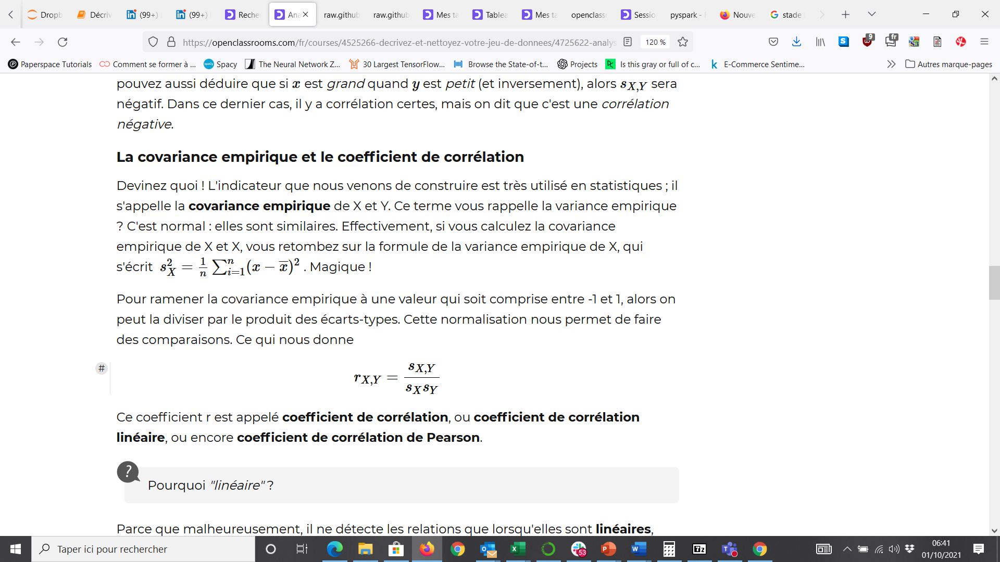 Dropb Décriv (99+) (99+) Reche Ana raw.github raw.github Mes ta Tablea Mes ta openclassr Sessio pyspark - Nouve stade
https://openclassrooms.com/fr/courses/4525266-decrivez-et-nettoyez-votre-jeu-de-donnees/4725622-analys 120 % 9 fr
Paperspace Tutorials Comment se former à ... Spacy The Neural Network Z... 30 Largest TensorFlow... Browse the State-of-t... Projects Is this gray or full of c... E-Commerce Sentime... Autres marque-pages
pouvez aussi déduire que si x est grand quand y est petit (et inversement), alors s_{X,Y} sera
négatif. Dans ce dernier cas, il y a corrélation certes, mais on dit que c'est une corrélation
négative.
La covariance empirique et le coefficient de corrélation
Devinez quoi ! L'indicateur que nous venons de construire est très utilisé en statistiques ; il
s'appelle la covariance empirique de X et Y. Ce terme vous rappelle la variance empirique
? C'est normal : elles sont similaires. Effectivement, si vous calculez la covariance
empirique de X et X, vous retombez sur la formule de la variance empirique de X, qui
s'écrit s_X^2 = \frac{1}{n} \sum_{i=1}^{n} (x - \overline{x})^2 . Magique !
Pour ramener la covariance empirique à une valeur qui soit comprise entre -1 et 1, alors on
peut la diviser par le produit des écarts-types. Cette normalisation nous permet de faire
des comparaisons. Ce qui nous donne
#
r_{X,Y} = \frac{s_{X,Y}}{s_X s_Y}
Ce coefficient r est appelé coefficient de corrélation, ou coefficient de corrélation
linéaire, ou encore coefficient de corrélation de Pearson.
?
Pourquoi "linéaire" ?
Parce que malheureusement, il ne détecte les relations que lorsqu'elles sont linéaires,
Taper ici pour rechercher
53
06:41
01/10/2021